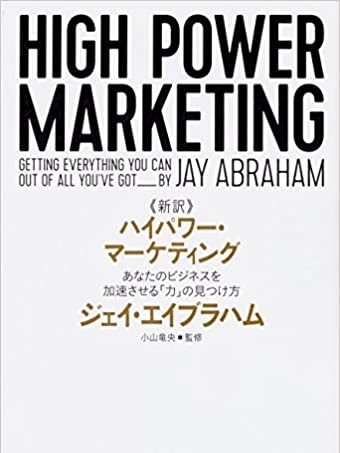 HIGH POWER
MARKETING
GETTING EVERYTHING YOU CAN
OUT OF ALL YOU'VE GOT___BY JAY ABRAHAM
《新訳》
ハイパワー・
マーケティング
あなたのビジネスを
加速させる「力」の見つけ方
ジェイ・エイブラハム
小山竜央●監修